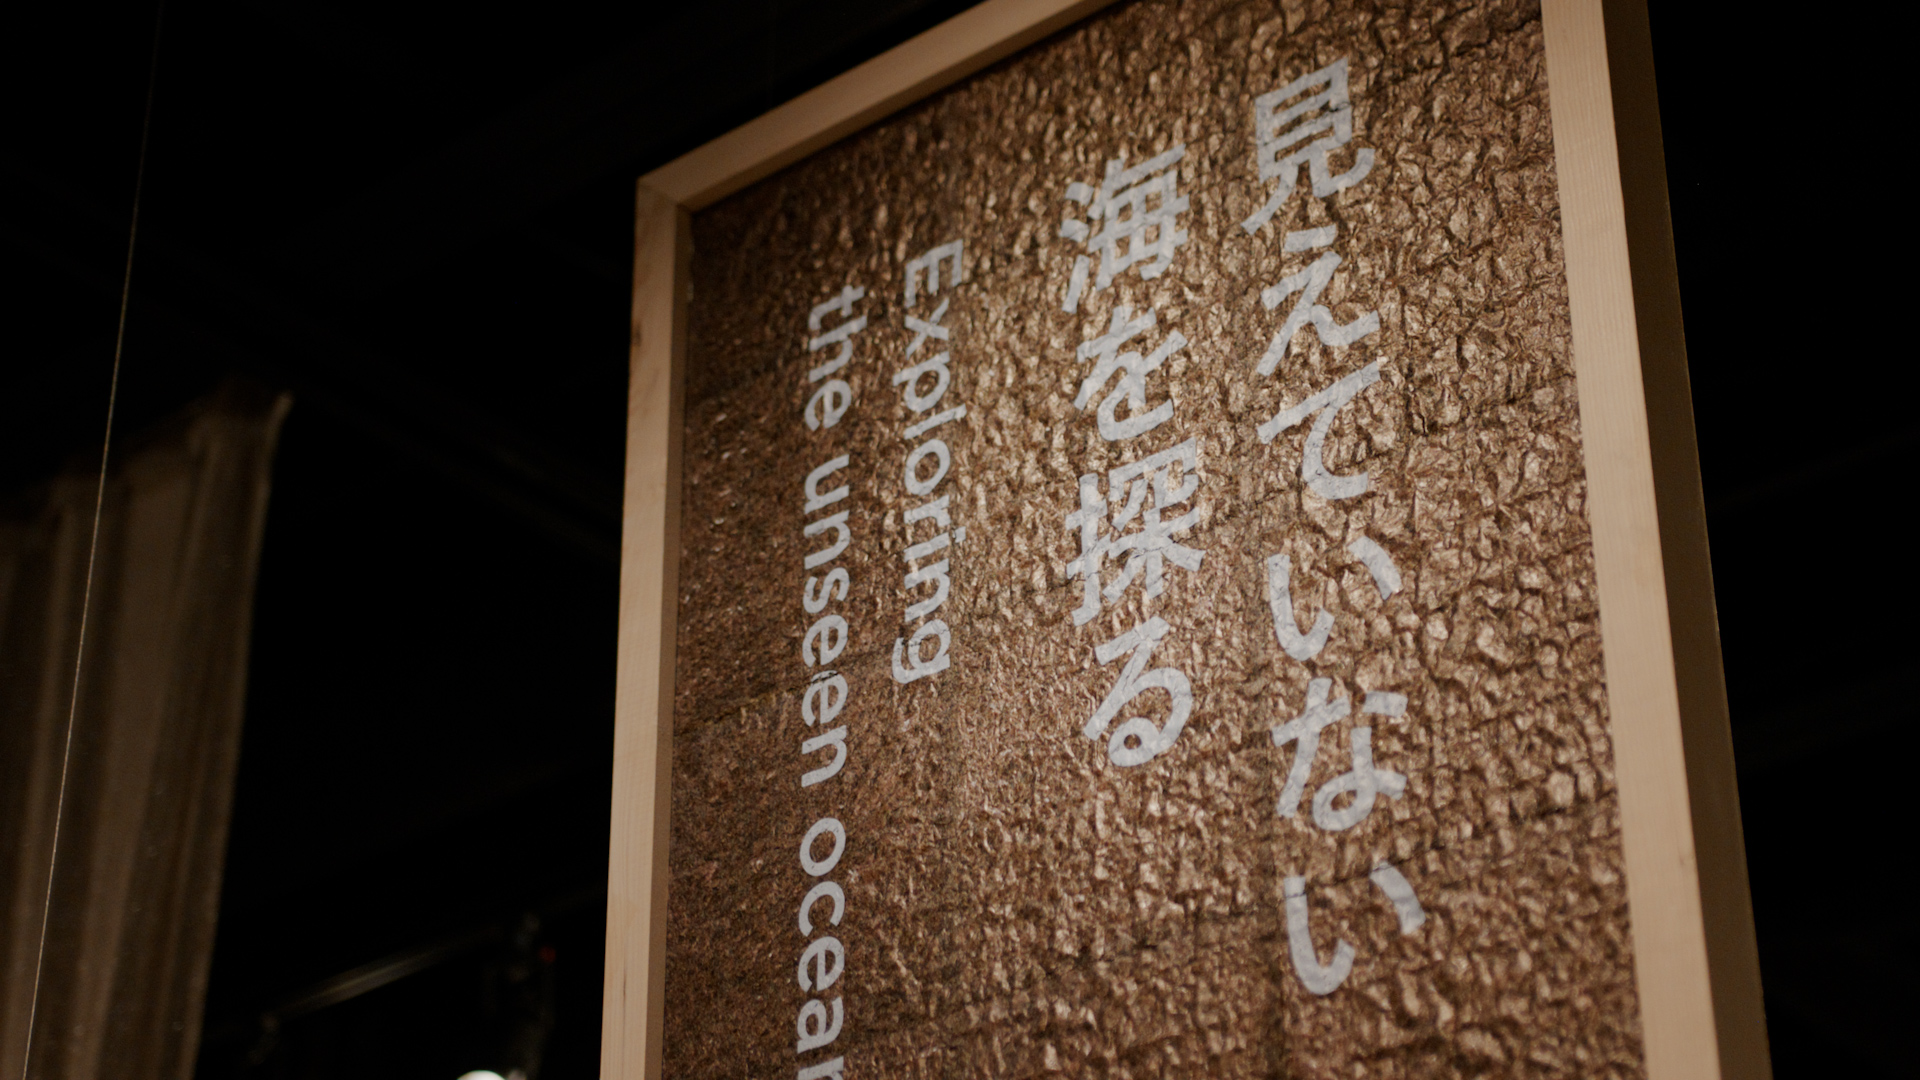 見えていない
海を探る
Exploring
the unseen ocean